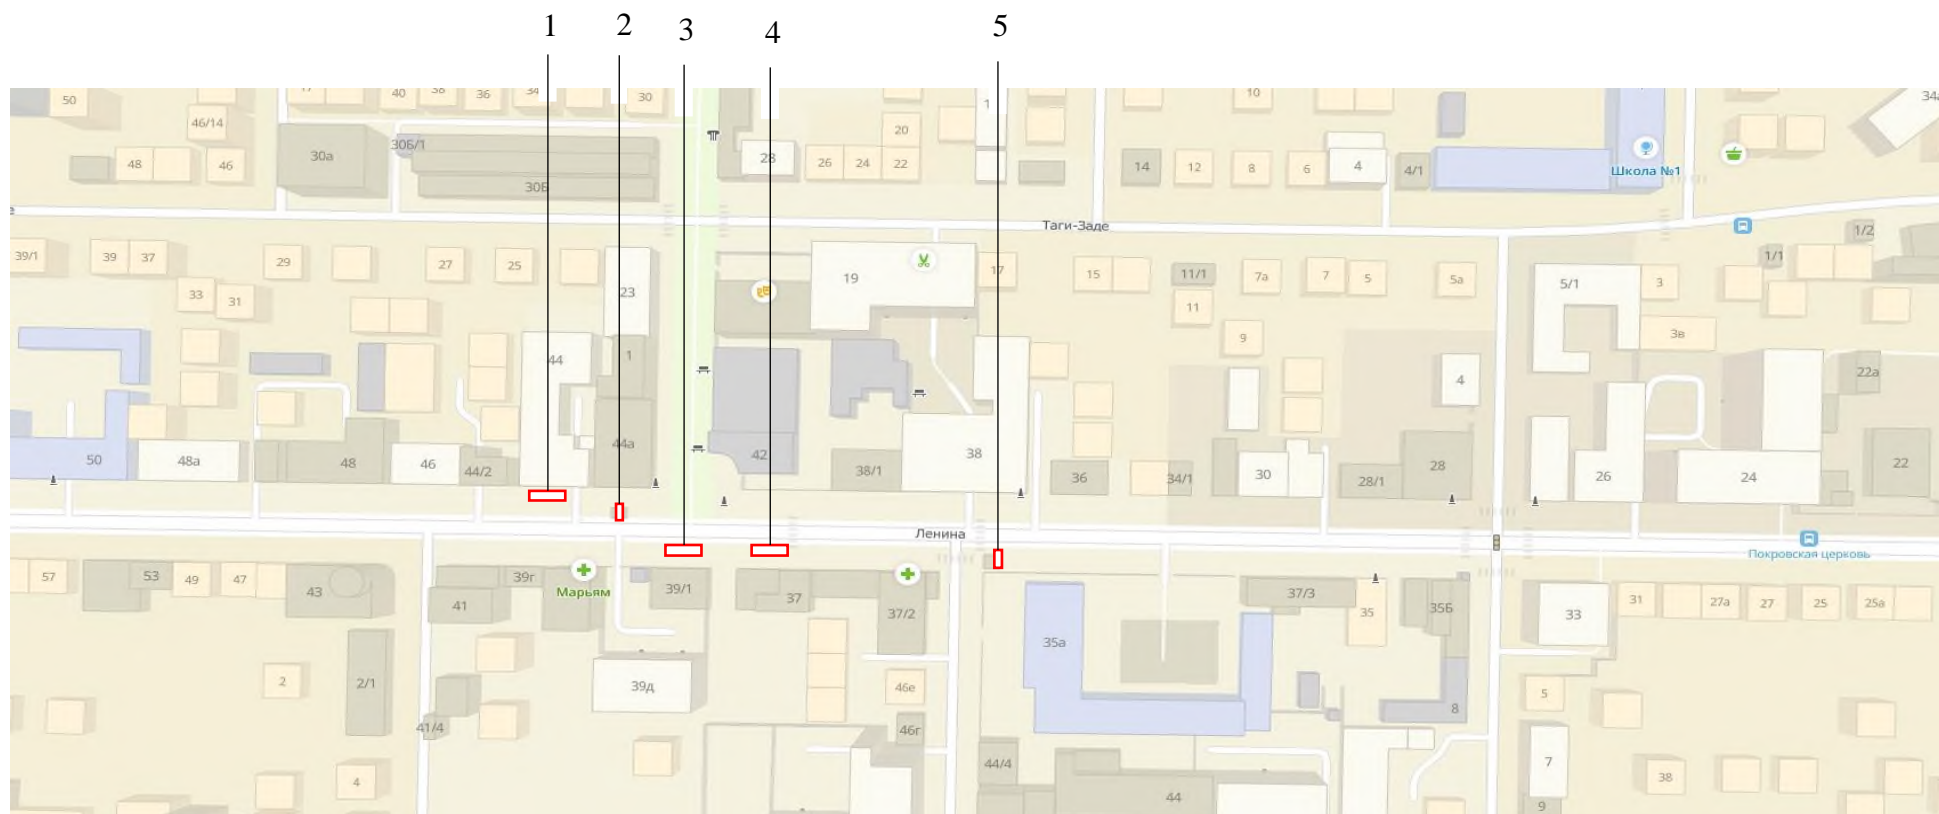 1 2 3 4 5
50 40 38 36 34 30 10 34а
46/14 20
30Б/1
48 46 30а 28 26 24 22 14 12 8 6 4 4/1
Школа №1
30Б
Таги-Заде
1/2
39/1 39 37 29 27 25 17 15 11/1 7а 7 5 5а 5/1 3 1/1
33 31 23 19 11
9 3в
44 1 4 22а
44а
50 48а 48 46 44/2 42 38/1 38 36 34/1 30 28/1 28 26 24 22
Ленина
Покровская церковь
57 53 49 47 43 39г
Марьям
41 39/1 37 37/2 37/3 35 35Б 33 31 27а 27 25 25а
35а
2 2/1 39д 46е 5
8
41/4 46г
4 44/4 7 38
44 9